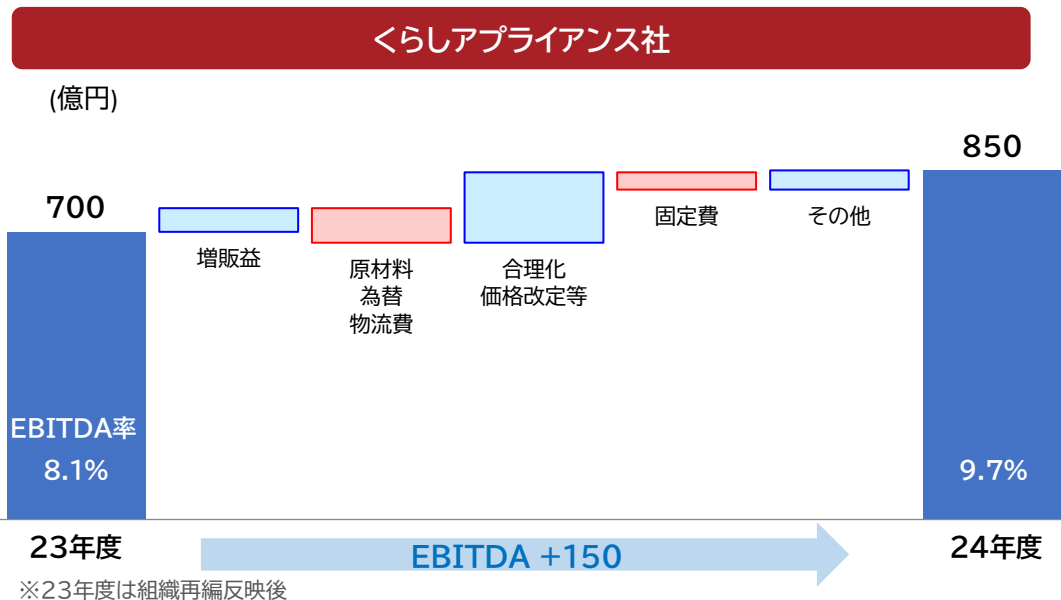 くらしアプライアンス社
(億円)
700
850
増販益
原材料
為替
物流費
合理化
価格改定等
固定費
その他
EBITDA率
8.1%
9.7%
23年度
EBITDA +150
24年度
※23年度は組織再編反映後